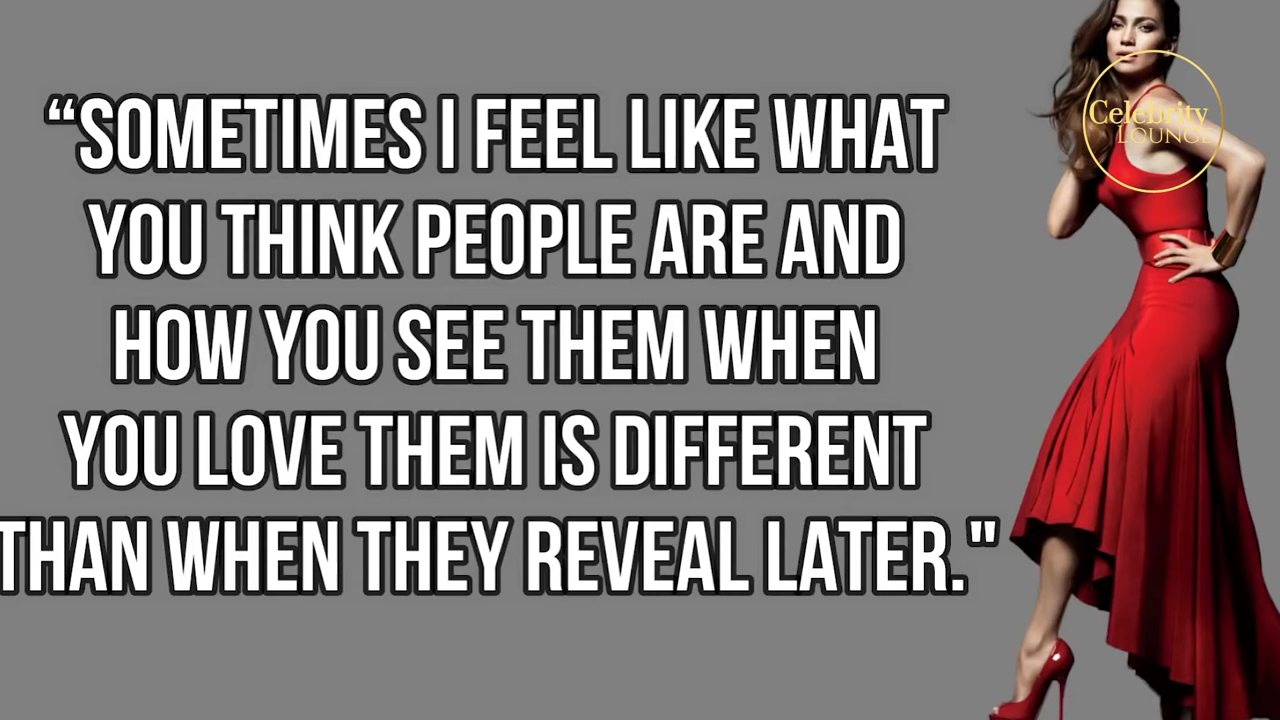 “SOMETIMES I FEEL LIKE WHAT
YOU THINK PEOPLE ARE AND
HOW YOU SEE THEM WHEN
YOU LOVE THEM IS DIFFERENT
THAN WHEN THEY REVEAL LATER."
Celebrity
LOUNGE